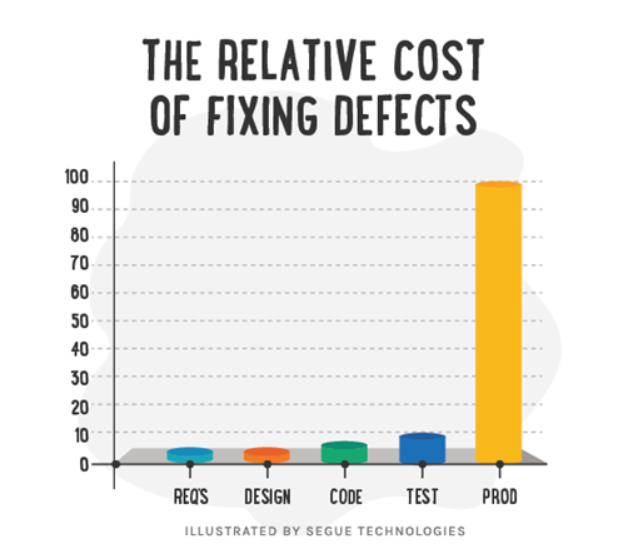 THE RELATIVE COST
OF FIXING DEFECTS
100
90
80
70
60
50
40
30
20
10
0
REQ'S DESIGN CODE TEST PROD
ILLUSTRATED BY SEGUE TECHNOLOGIES